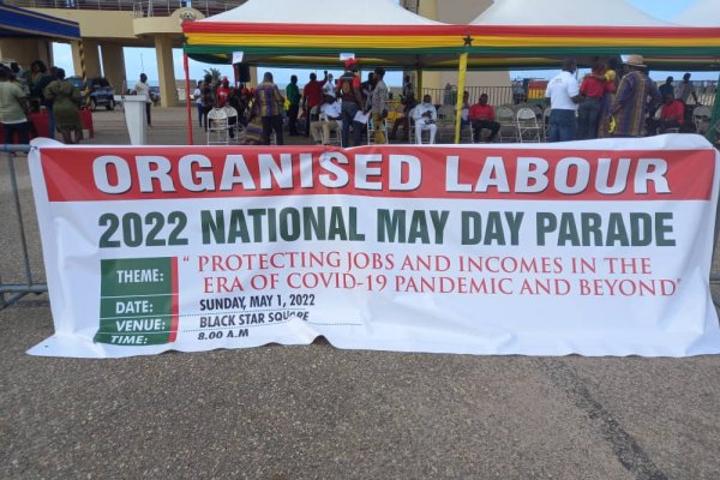 ORGANISED LABOUR
2022 NATIONAL MAY DAY PARADE
THEME: "PROTECTING JOBS AND INCOMES IN THE
ERA OF COVID-19 PANDEMIC AND BEYOND"
DATE: SUNDAY, MAY 1, 2022
VENUE: BLACK STAR SQUARE
TIME: 8.00 A.M